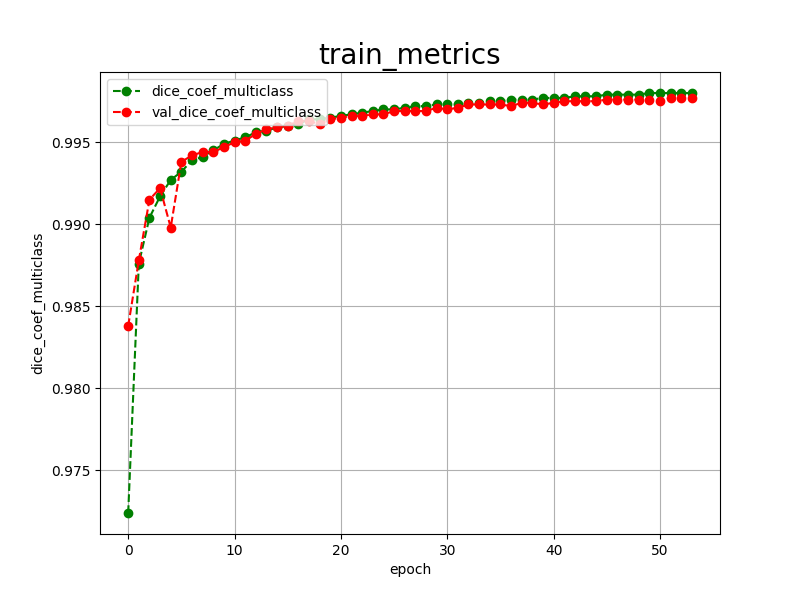 train_metrics
dice_coef_multiclass
val_dice_coef_multiclass
0.995
0.990
0.985
0.980
0.975
dice_coef_multiclass
0 10 20 30 40 50
epoch